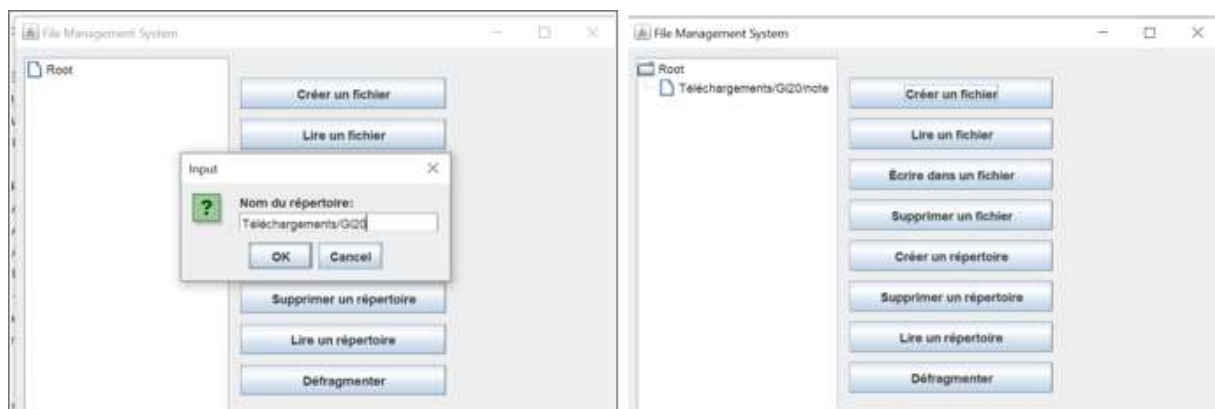 File Management System
Root
Créer un fichier
Lire un fichier
Input
Nom du répertoire:
Téléchargements/GI20
OK Cancel
Supprimer un répertoire
Lire un répertoire
Défragmenter
File Management System
Root
Téléchargements/GI20/note
Créer un fichier
Lire un fichier
Écrire dans un fichier
Supprimer un fichier
Créer un répertoire
Supprimer un répertoire
Lire un répertoire
Défragmenter